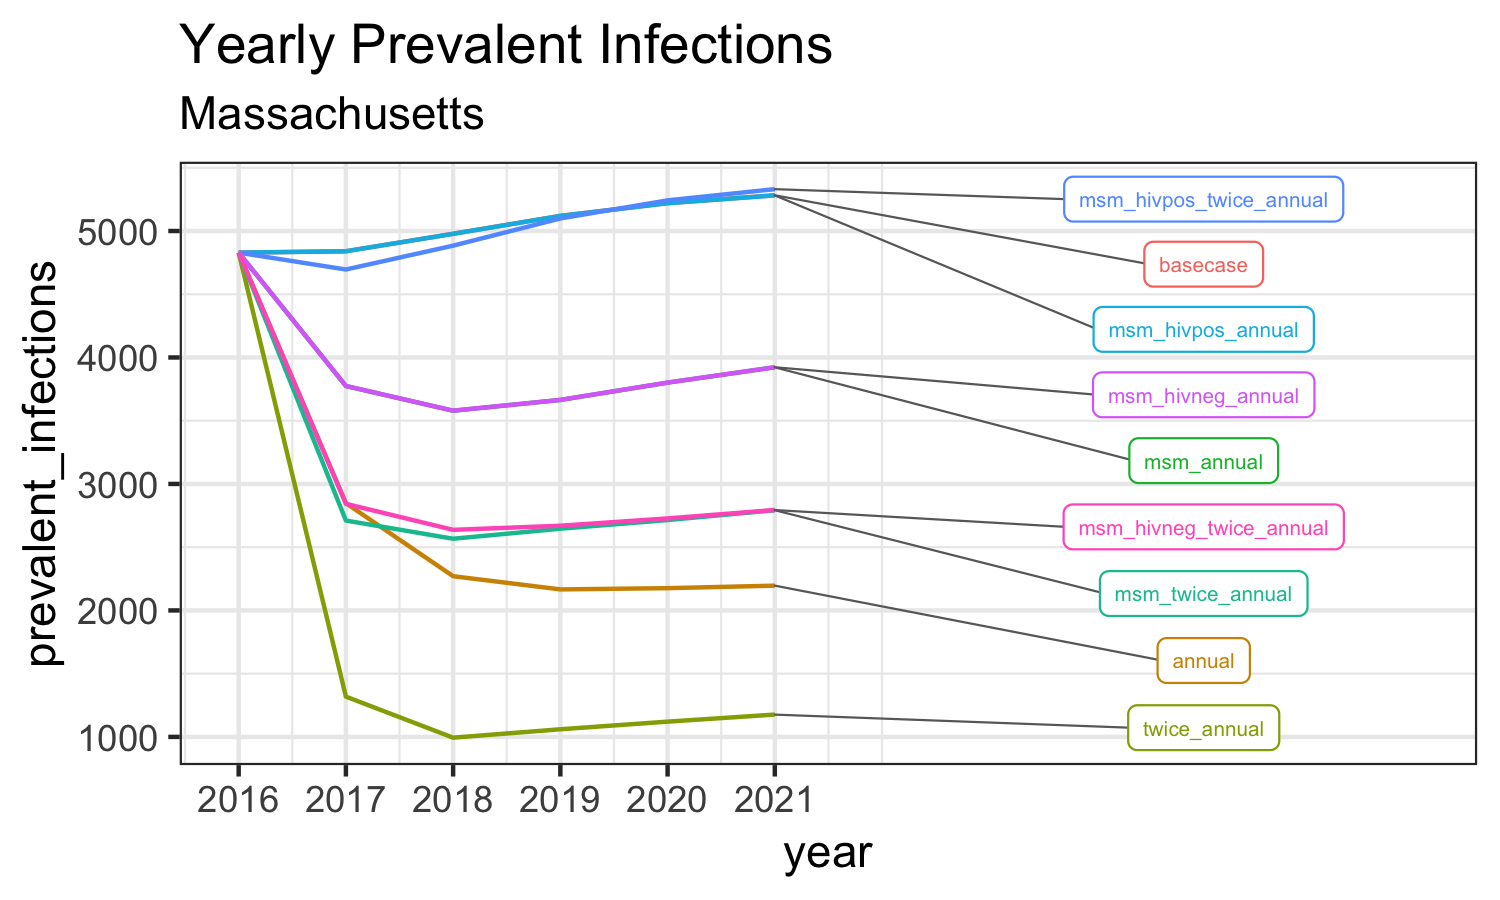 Yearly Prevalent Infections
Massachusetts
prevalent_infections
5000
4000
3000
2000
1000
msm_hivpos_twice_annual
basecase
msm_hivpos_annual
msm_hivneg_annual
msm_annual
msm_hivneg_twice_annual
msm_twice_annual
annual
twice_annual
2016 2017 2018 2019 2020 2021
year